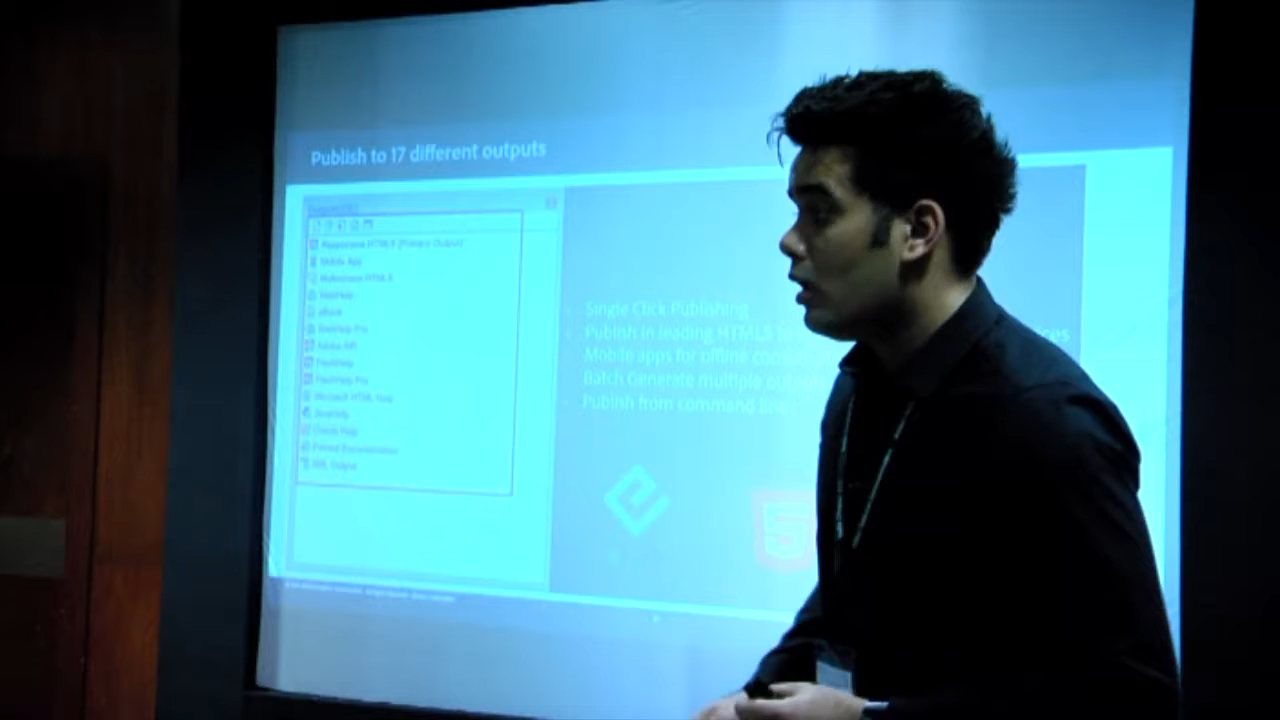 Publish to 17 different outputs
Responsive HTML5 (Primary Output)
Mobile App
Multiscreen HTML5
WebHelp
eBook
WebHelp Pro
Adobe AIR
FlashHelp
FlashHelp Pro
Microsoft HTML Help
JavaHelp
Oracle Help
Printed Documentation
XML Output
Single Click Publishing
Publish in leading HTML5
Mobile apps for offline
Batch Generate multiple
Publish from command line
5